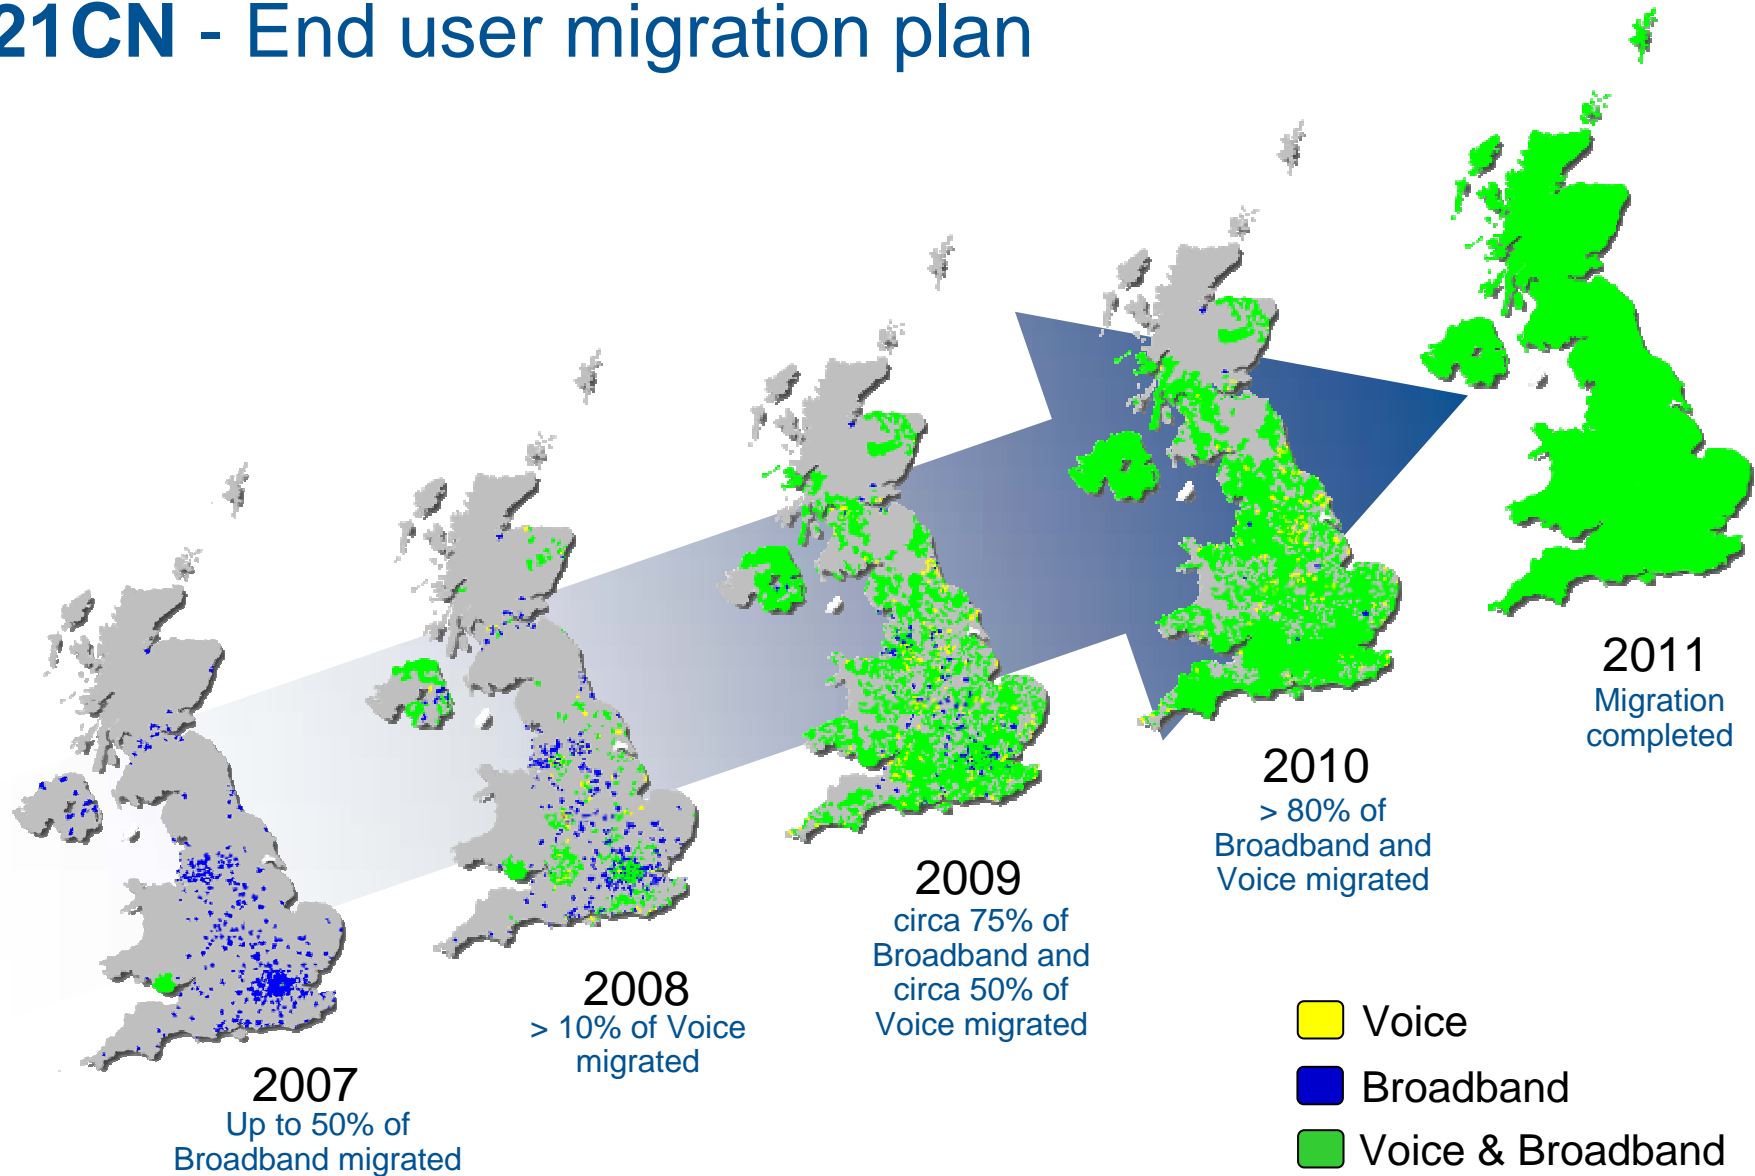 21CN - End user migration plan
2007
Up to 50% of
Broadband migrated
2008
> 10% of Voice
migrated
2009
circa 75% of
Broadband and
circa 50% of
Voice migrated
2010
> 80% of
Broadband and
Voice migrated
2011
Migration
completed
Voice
Broadband
Voice & Broadband